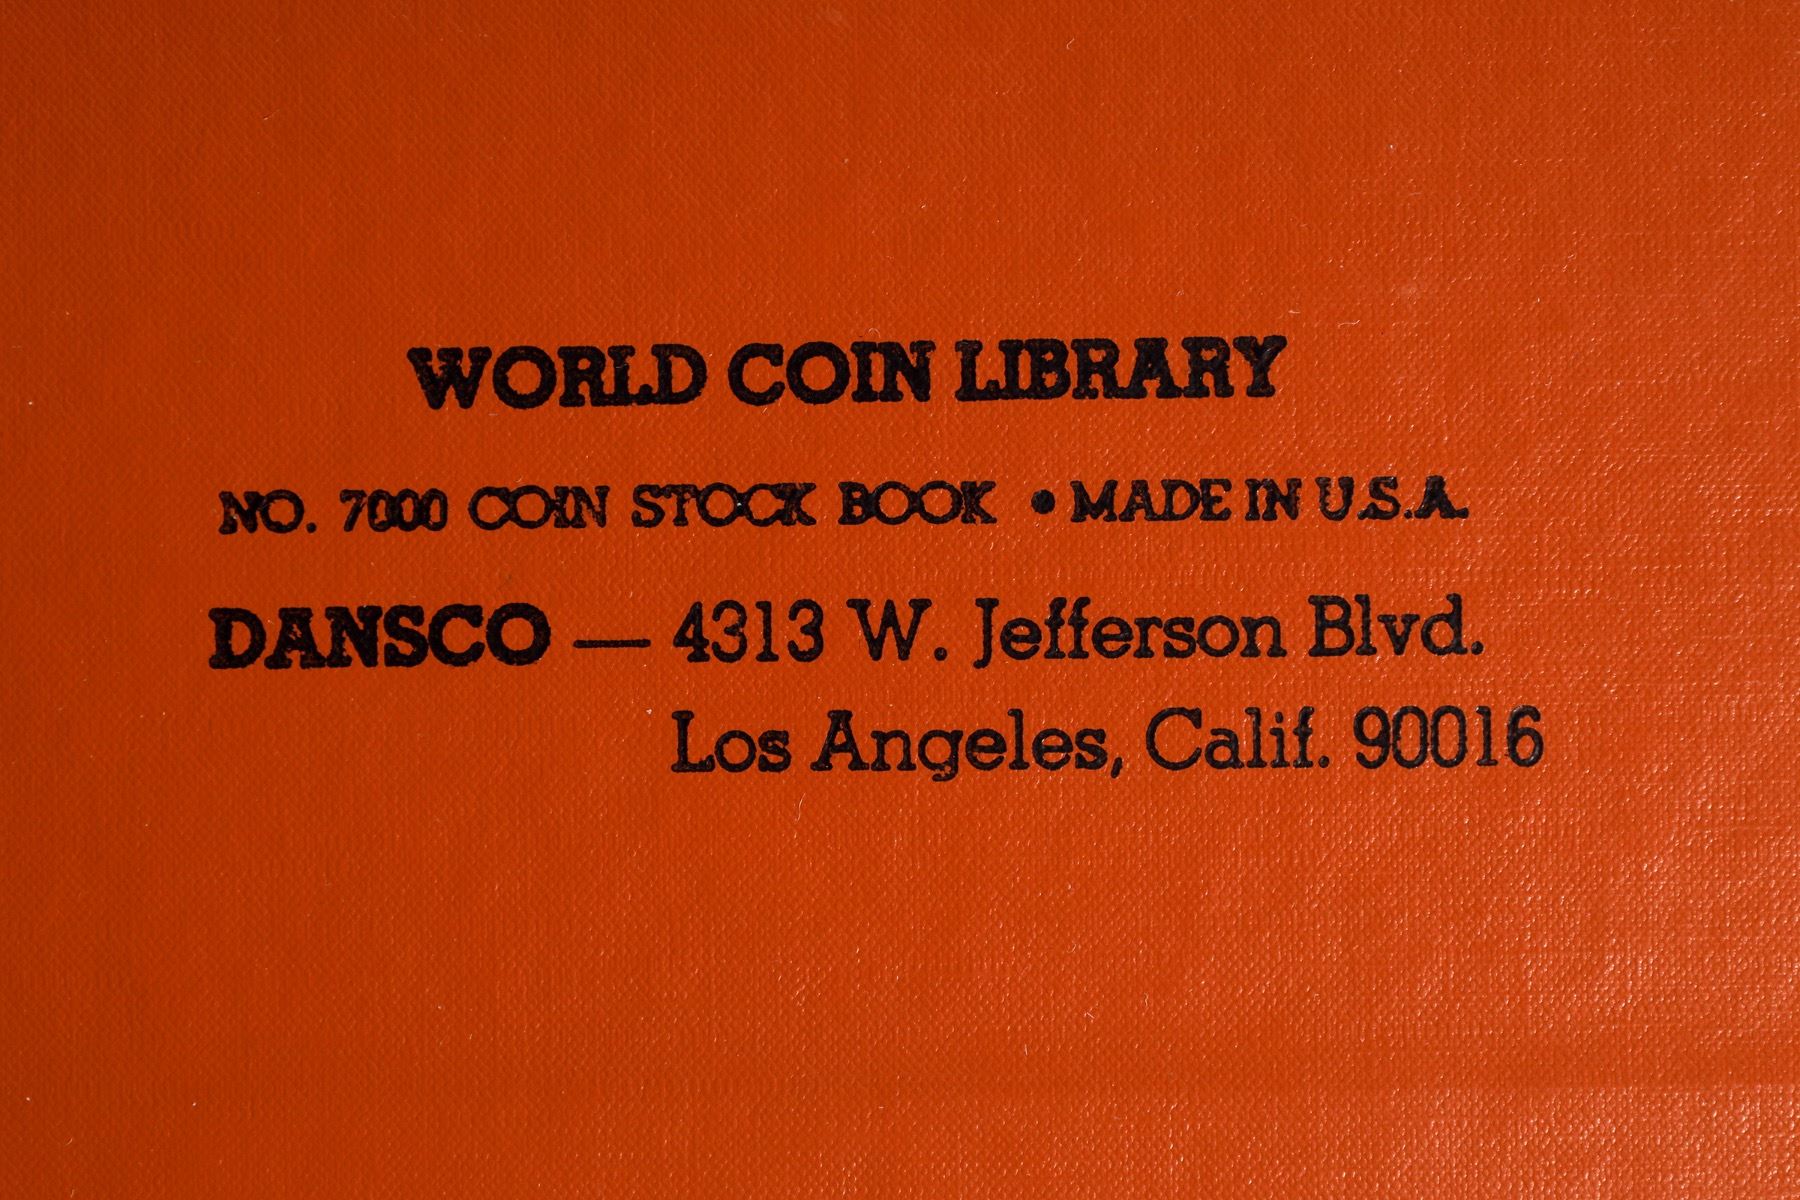 WORLD COIN LIBRARY
NO. 7000 COIN STOCK BOOK • MADE IN U.S.A.
DANSCO — 4313 W. Jefferson Blvd.
Los Angeles, Calif. 90016